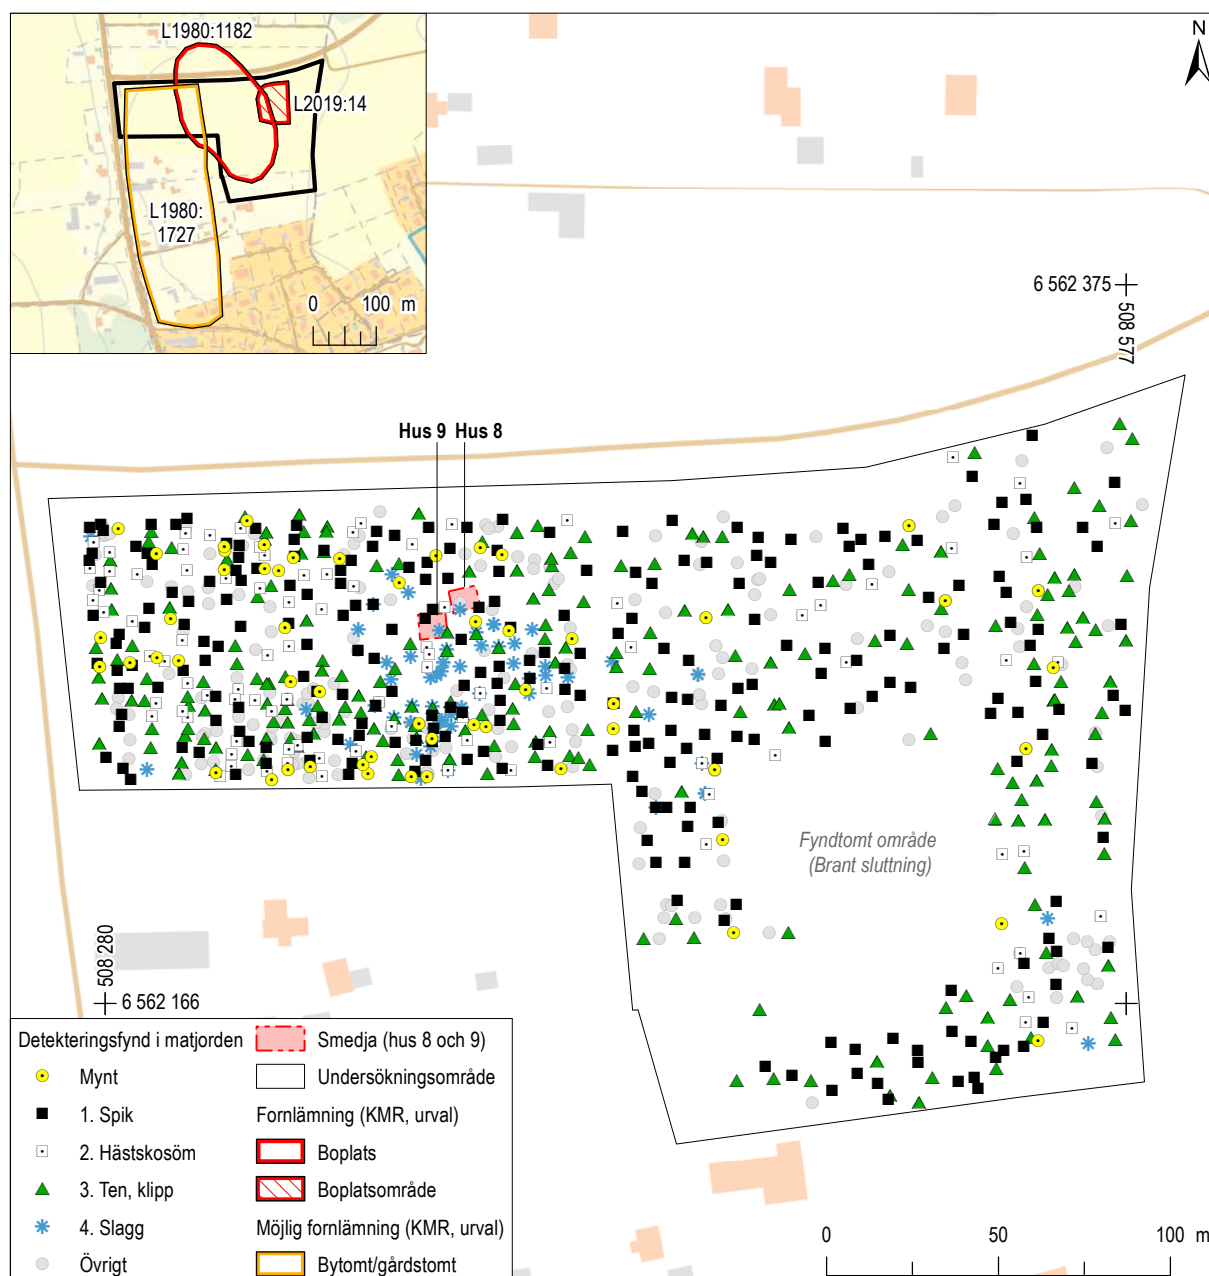 L1980:1182
L2019:14
L1980:
1727
0 100 m
N
6 562 375
508 577
Hus 9 Hus 8
Fyndtomt område
(Brant sluttning)
508 280
6 562 166
Detekteringsfynd i matjorden
Mynt
1. Spik
2. Hästskosöm
3. Ten, klipp
4. Slagg
Övrigt
Smedja (hus 8 och 9)
Undersökningsområde
Fornlämning (KMR, urval)
Boplats
Boplatsområde
Möjlig fornlämning (KMR, urval)
Bytomt/gårdstomt
0 50 100 m